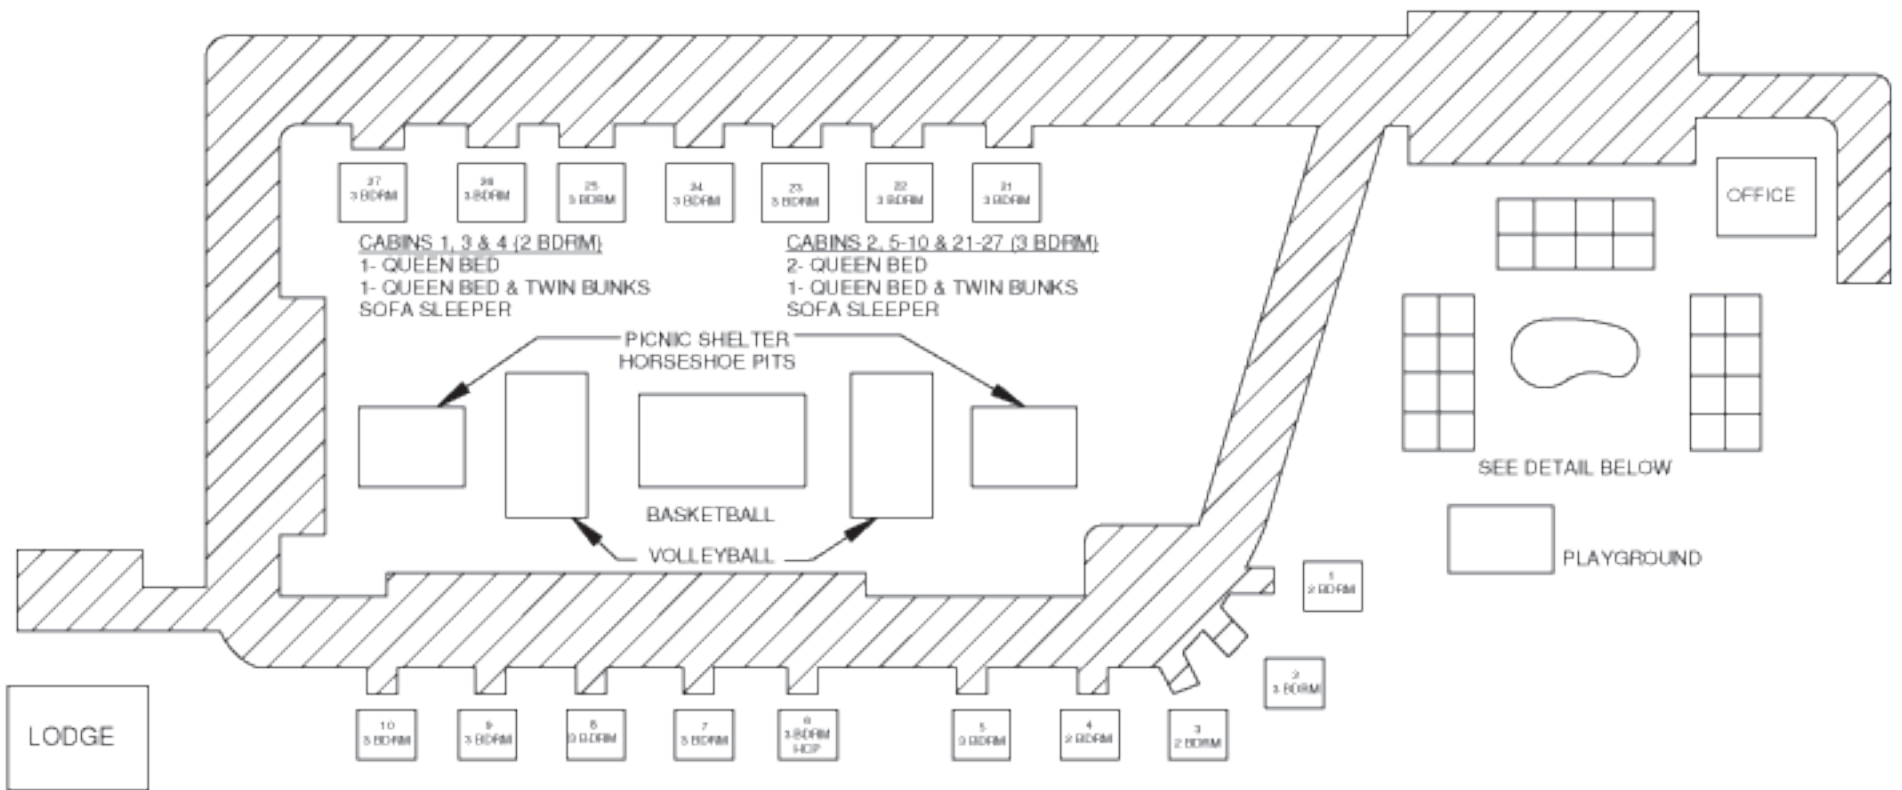 27
3 BDRM
26
3 BDRM
25
3 BDRM
24
3 BDRM
23
3 BDRM
22
3 BDRM
21
3 BDRM
OFFICE
CABINS 1, 3 & 4 (2 BDRM)
1- QUEEN BED
1- QUEEN BED & TWIN BUNKS
SOFA SLEEPER
CABINS 2, 5-10 & 21-27 (3 BDRM)
2- QUEEN BED
1- QUEEN BED & TWIN BUNKS
SOFA SLEEPER
PICNIC SHELTER
HORSESHOE PITS
SEE DETAIL BELOW
BASKETBALL
VOLLEYBALL
PLAYGROUND
1
2 BDRM
2
3 BDRM
LODGE
10
3 BDRM
9
3 BDRM
8
3 BDRM
7
3 BDRM
6
3 BDRM
HCP
5
3 BDRM
4
2 BDRM
3
2 BDRM